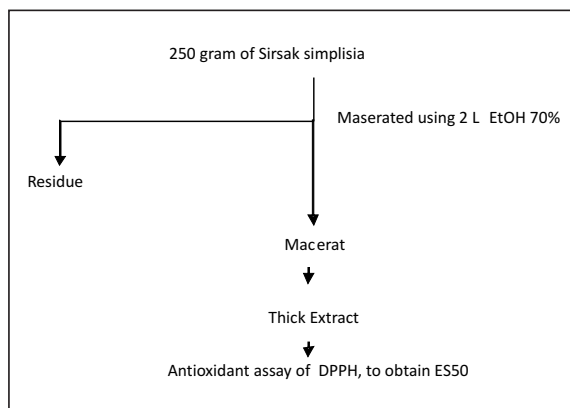 250 gram of Sirsak simplisia
Maserated using 2 L EtOH 70%
Residue
Macerat
Thick Extract
Antioxidant assay of DPPH, to obtain ES50